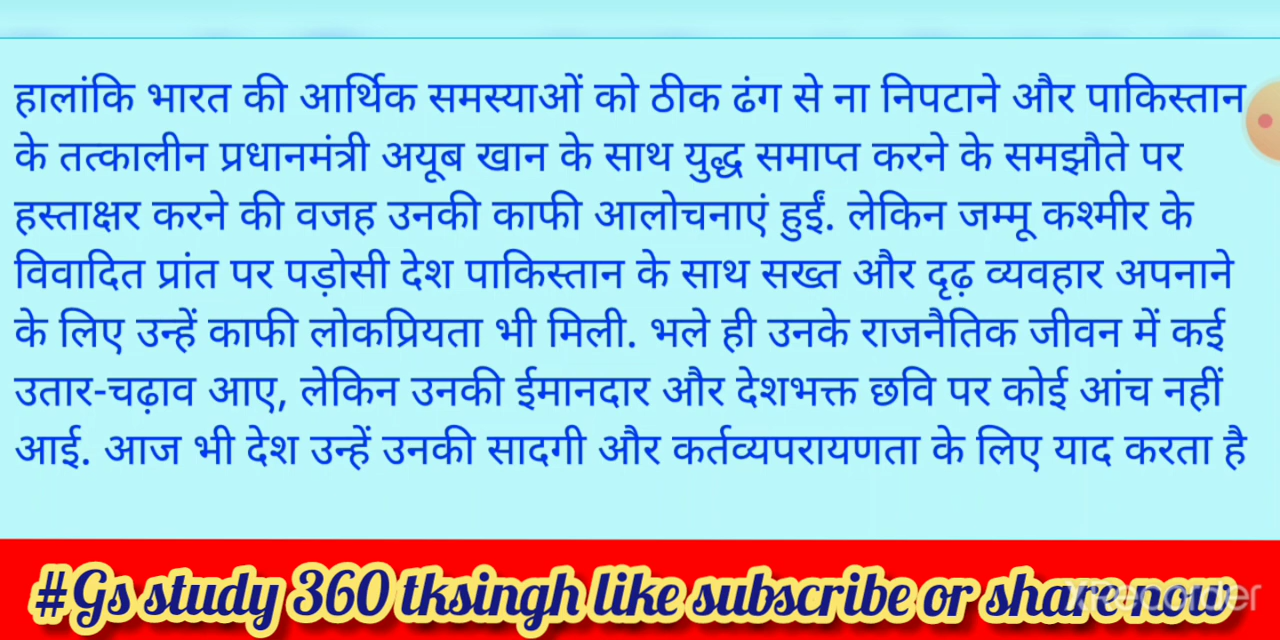 हालांकि भारत की आर्थिक समस्याओं को ठीक ढंग से ना निपटाने और पाकिस्तान
के तत्कालीन प्रधानमंत्री अयूब खान के साथ युद्ध समाप्त करने के समझौते पर
हस्ताक्षर करने की वजह उनकी काफी आलोचनाएं हुईं. लेकिन जम्मू कश्मीर के
विवादित प्रांत पर पड़ोसी देश पाकिस्तान के साथ सख्त और दृढ़ व्यवहार अपनाने
के लिए उन्हें काफी लोकप्रियता भी मिली. भले ही उनके राजनैतिक जीवन में कई
उतार-चढ़ाव आए, लेकिन उनकी ईमानदार और देशभक्त छवि पर कोई आंच नहीं
आई. आज भी देश उन्हें उनकी सादगी और कर्तव्यपरायणता के लिए याद करता है
#Gs study 360 tksingh like subscribe or share now
XRecorder